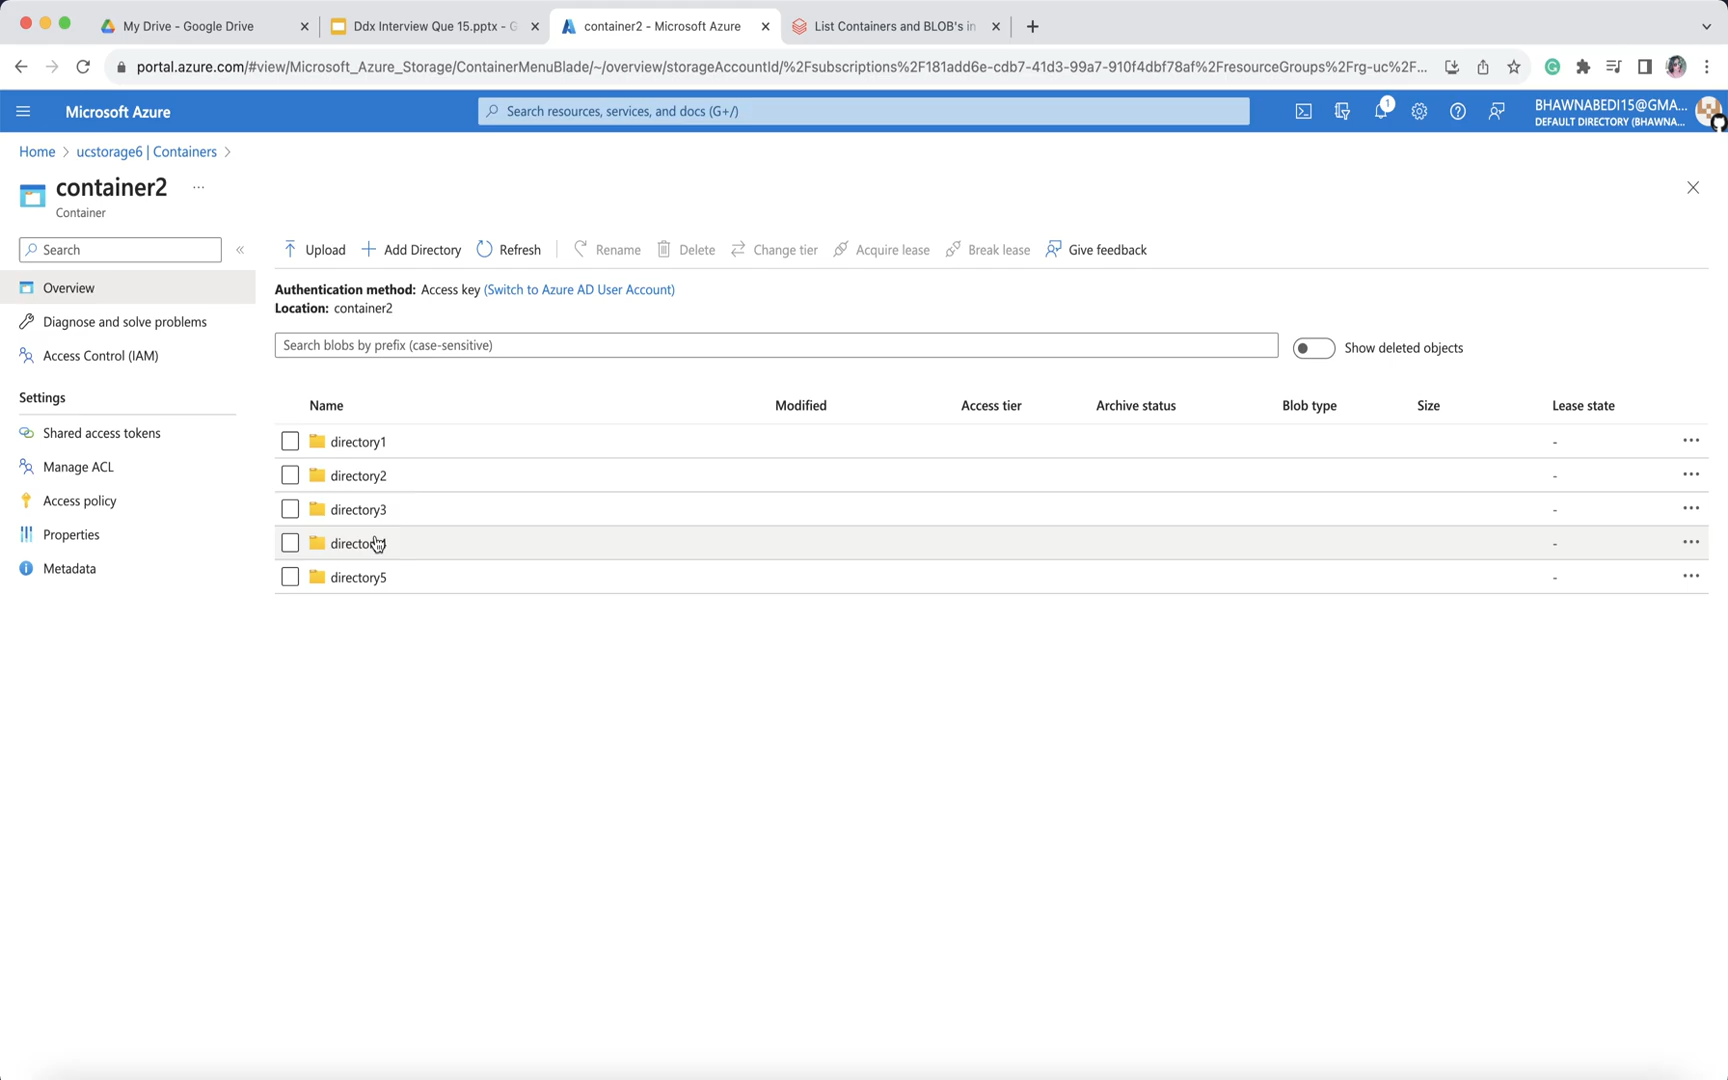 My Drive - Google Drive
Ddx Interview Que 15.pptx - G
container2 - Microsoft Azure
List Containers and BLOB's in
portal.azure.com/#view/Microsoft_Azure_Storage/ContainerMenuBlade/~/overview/storageAccountId/%2Fsubscriptions%2F181add6e-cdb7-41d3-99a7-910f4dbf78af%2FresourceGroups%2Frg-uc%2F...
Microsoft Azure
Search resources, services, and docs (G+/)
1
BHAWNABEDI15@GMA...
DEFAULT DIRECTORY (BHAWNA...
Home > ucstorage6 | Containers >
container2 ...
Container
Search
«
Upload
Add Directory
Refresh
Rename
Delete
Change tier
Acquire lease
Break lease
Give feedback
Overview
Diagnose and solve problems
Access Control (IAM)
Settings
Shared access tokens
Manage ACL
Access policy
Properties
Metadata
Authentication method: Access key (Switch to Azure AD User Account)
Location: container2
Search blobs by prefix (case-sensitive)
Show deleted objects
Name Modified Access tier Archive status Blob type Size Lease state
directory1 - ...
directory2 - ...
directory3 - ...
director - ...
directory5 - ...